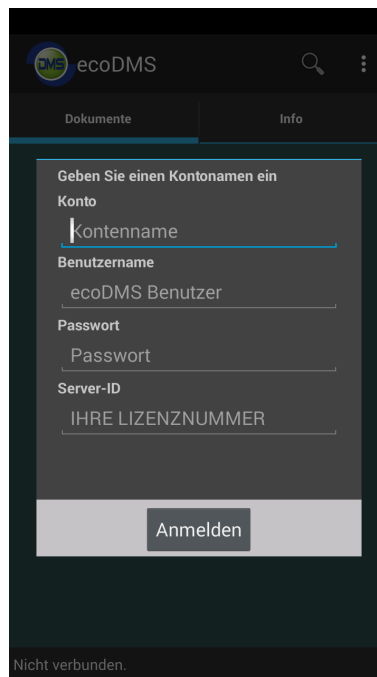 DMS ecoDMS
Dokumente Info
Geben Sie einen Kontonamen ein
Konto
Kontenname
Benutzername
ecoDMS Benutzer
Passwort
Passwort
Server-ID
IHRE LIZENZNUMMER
Anmelden
Nicht verbunden.